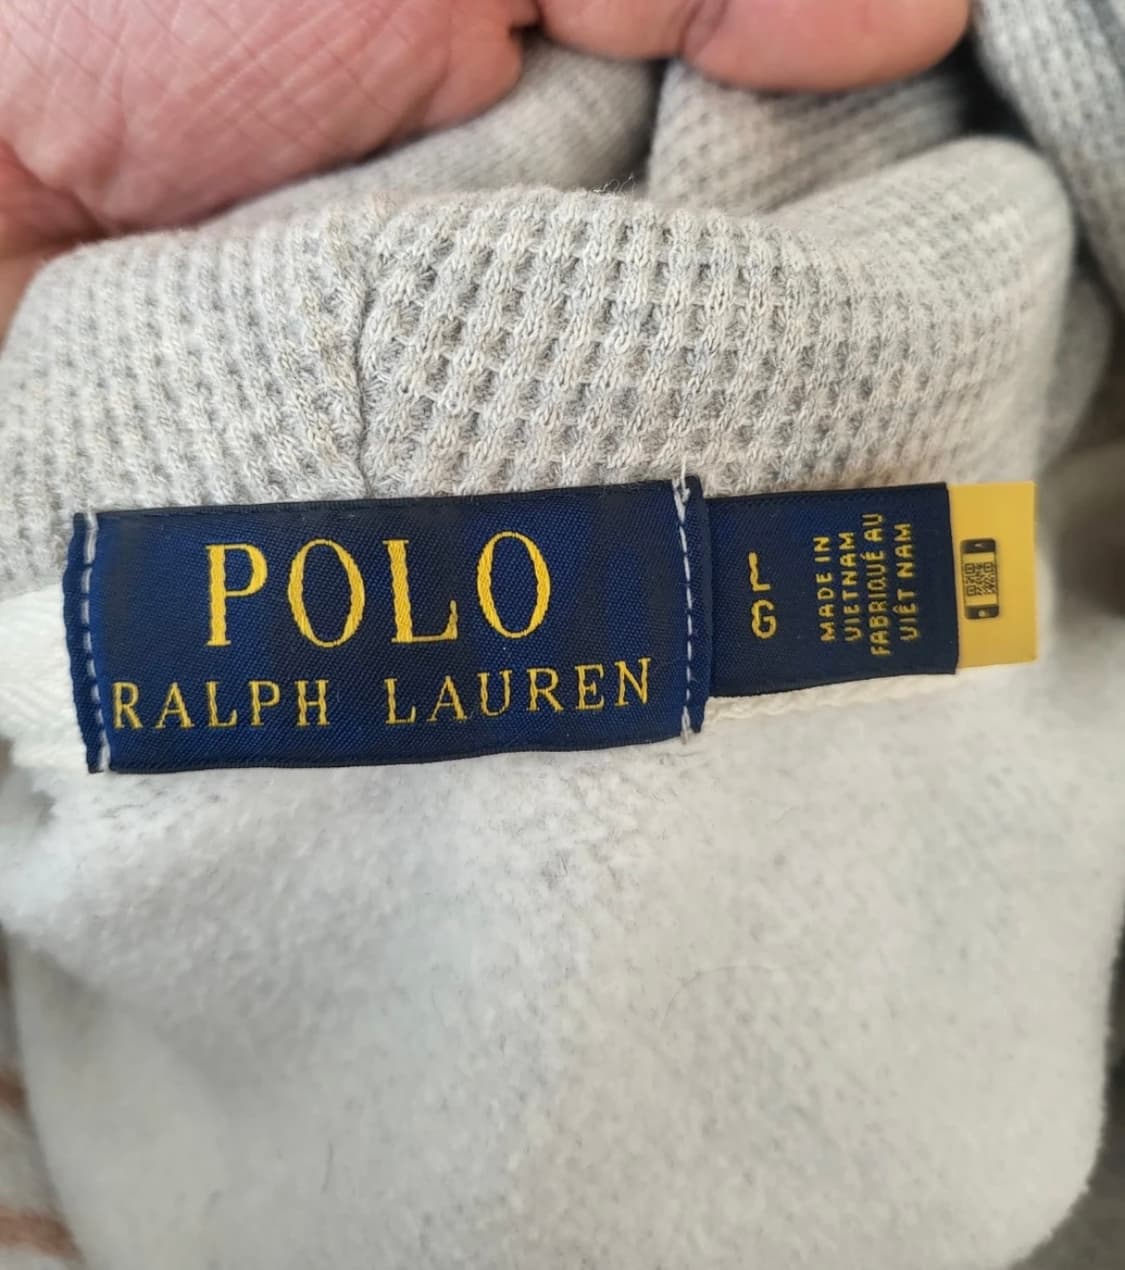 POLO
RALPH LAUREN
L G
MADE IN
VIETNAM
FABRIQUÉ AU
VIÊT NAM